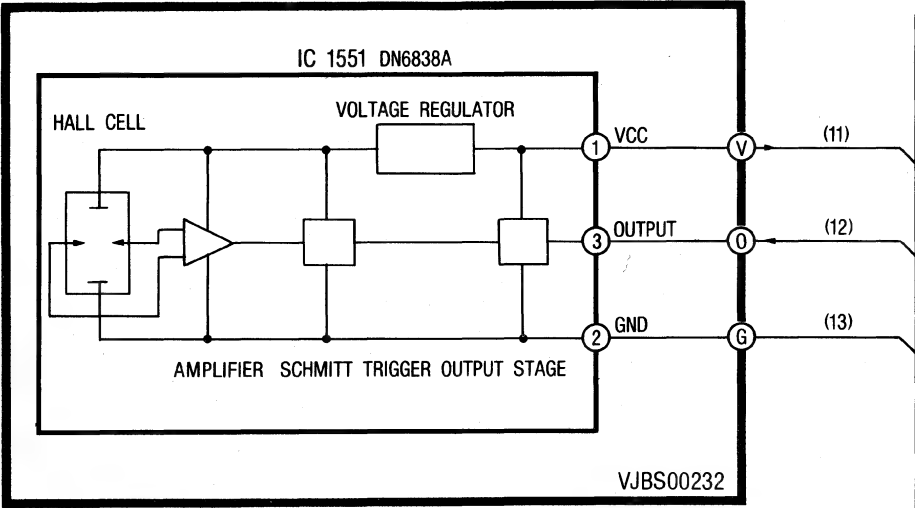 IC 1551 DN6838A
HALL CELL
VOLTAGE REGULATOR
1 VCC V (11)
3 OUTPUT O (12)
2 GND G (13)
AMPLIFIER SCHMITT TRIGGER OUTPUT STAGE
VJBS00232